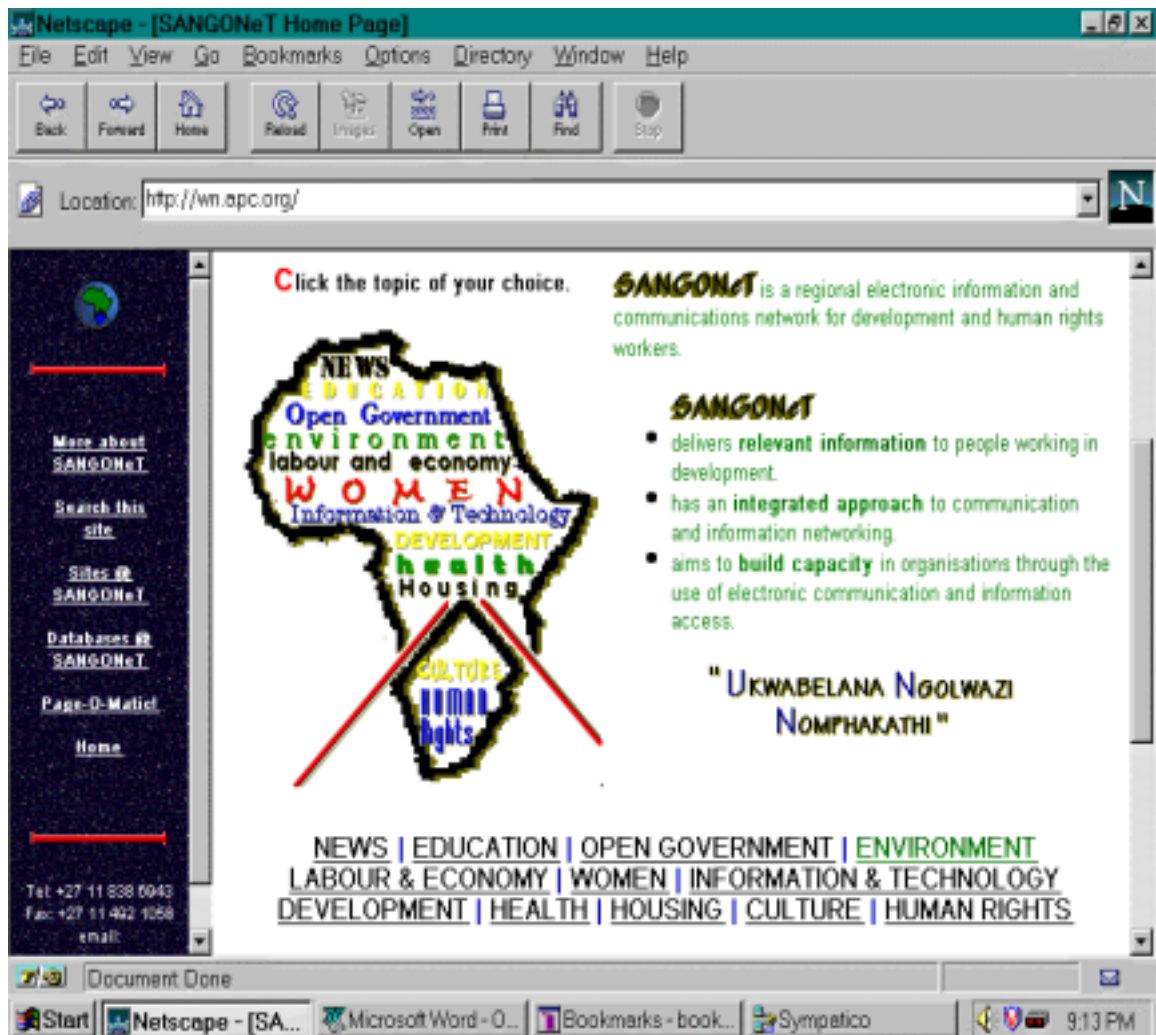 Netscape - [SANGONeT Home Page]
File Edit View Go Bookmarks Options Directory Window Help
Back Forward Home Reload Images Open Print Find Stop
Location: http://wn.apc.org/
N
More about
SANGONeT
Search this
site
Sites @
SANGONeT
Databases @
SANGONeT
Page-O-Matic!
Home
Tel: +27 11 838 6943
Fax: +27 11 492 1058
email:
Click the topic of your choice.
NEWS
EDUCATION
Open Government
environment
labour and economy
WOMEN
Information & Technology
DEVELOPMENT
health
Housing
CULTURE
HUMAN
Rights
SANGONeT is a regional electronic information and
communications network for development and human rights
workers.
SANGONeT
• delivers relevant information to people working in
development.
• has an integrated approach to communication
and information networking.
• aims to build capacity in organisations through the
use of electronic communication and information
access.
"UKWABELANA NGOLWAZI
NOMPHAKATHI"
NEWS | EDUCATION | OPEN GOVERNMENT | ENVIRONMENT
LABOUR & ECONOMY | WOMEN | INFORMATION & TECHNOLOGY
DEVELOPMENT | HEALTH | HOUSING | CULTURE | HUMAN RIGHTS
Document Done
Start Netscape - [SA... Microsoft Word - O... Bookmarks - book... Sympatico 9:13 PM